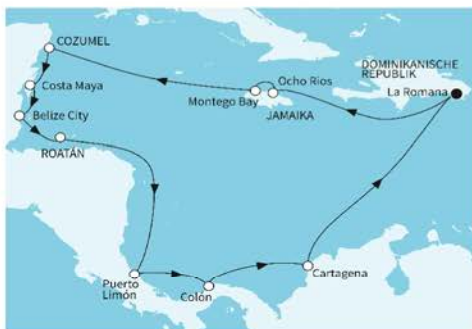 COZUMEL
Costa Maya
Belize City
ROATÁN
Ocho Rios
Montego Bay
JAMAIKA
DOMINIKANISCHE
REPUBLIK
La Romana
Puerto
Limón
Colón
Cartagena